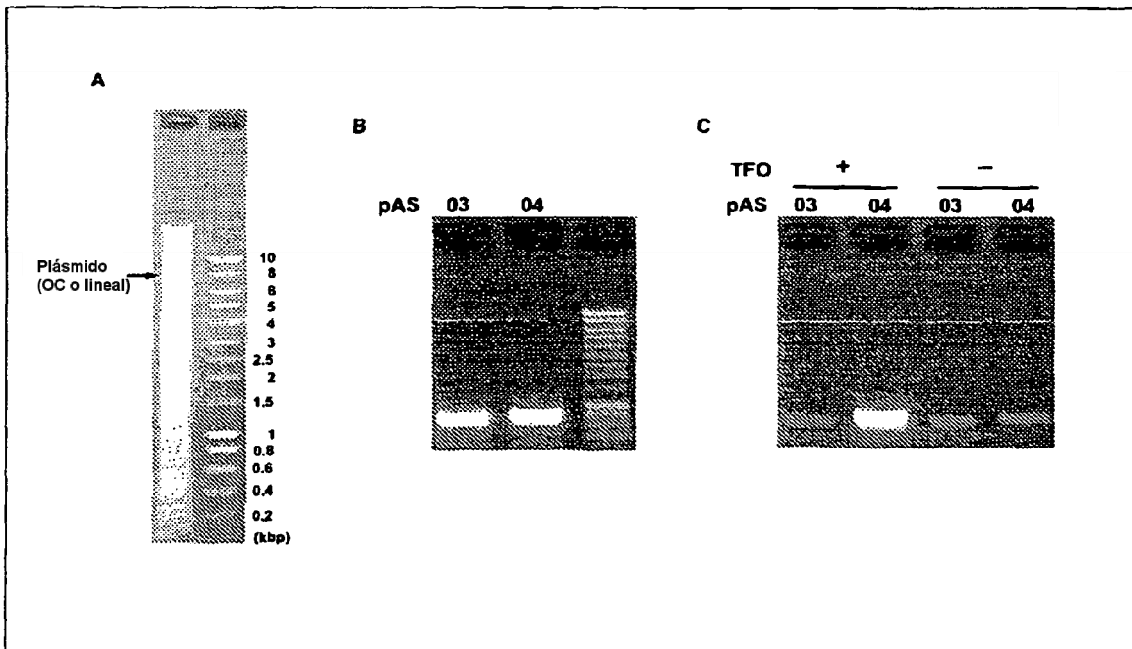 A
Plásmido
(OC o lineal)
10
8
6
5
4
3
2.5
2
1.5
1
0.8
0.6
0.4
0.2
(kbp)
B
pAS 03 04
C
TFO + −
pAS 03 04 03 04